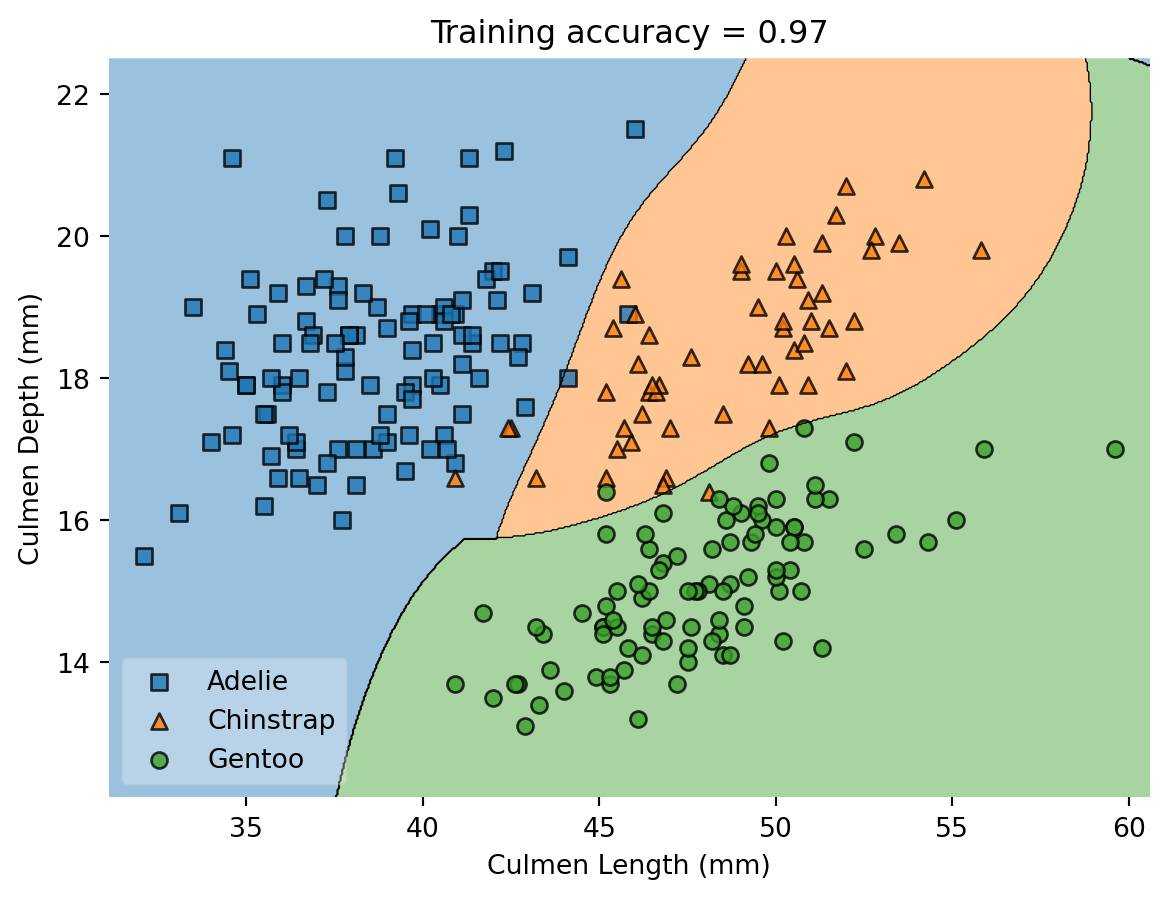 Training accuracy = 0.97
Culmen Depth (mm)
22
20
18
16
14
Adelie
Chinstrap
Gentoo
35 40 45 50 55 60
Culmen Length (mm)